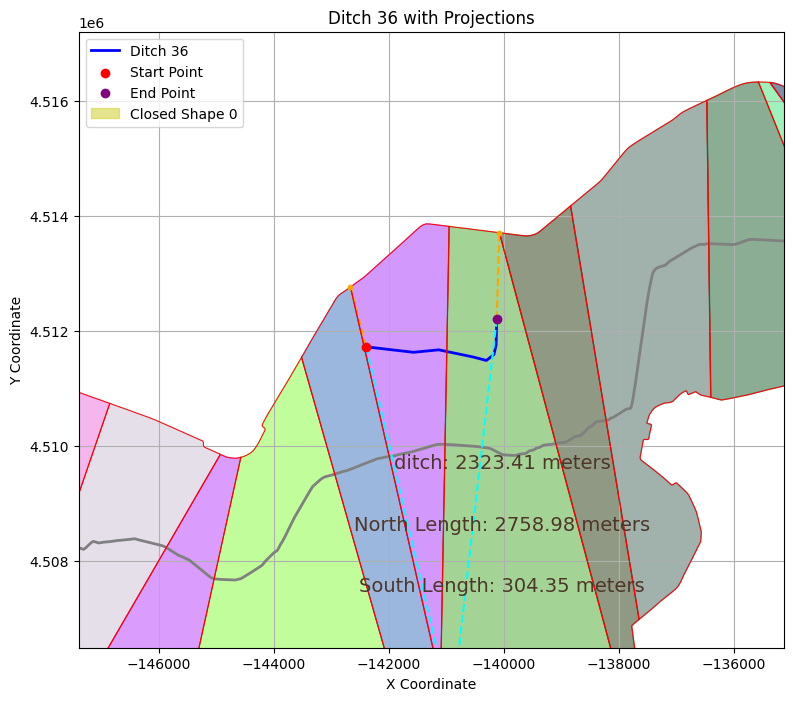 Ditch 36 with Projections
1e6
Ditch 36
Start Point
End Point
Closed Shape 0
4.516
4.514
4.512
4.510
4.508
Y Coordinate
ditch: 2323.41 meters
North Length: 2758.98 meters
South Length: 304.35 meters
−146000 −144000 −142000 −140000 −138000 −136000
X Coordinate